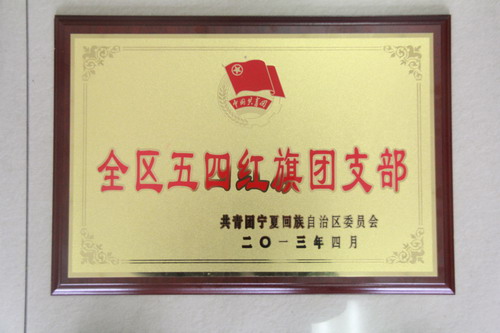 中国共青团
全区五四红旗团支部
共青团宁夏回族自治区委员会
二〇一三年四月